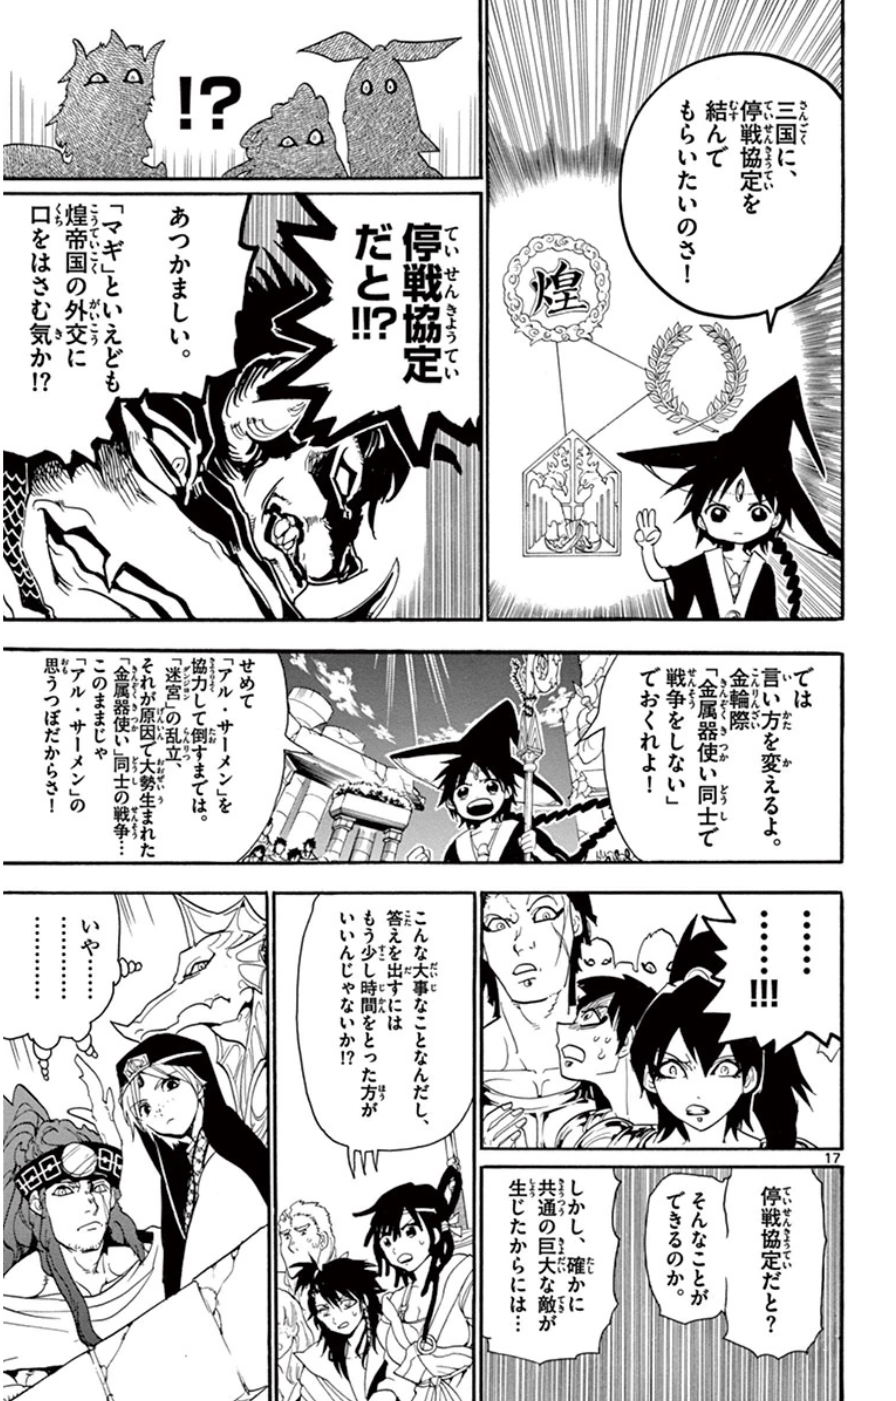 三国に、
停戦協定を
結んで
もらいたいのさ！
煌
！？
停戦協定
だと！！？
あつかましい。
「マギ」といえども
煌帝国の外交に
口をはさむ気か！？
では
言い方を変えるよ。
金輪際
「金属器使い同士で
戦争をしない」
でおくれよ！
せめて
「アル・サーメン」を
協力して倒すまでは。
「迷宮」の乱立、
それが原因で大勢生まれた
「金属器使い」同士の戦争…
このままじゃ
「アル・サーメン」の
思うつぼだからさ！
……
……!!!
停戦協定だと？
そんなことが
できるのか。
しかし、確かに
共通の巨大な敵が
生じたからには…
こんな大事なことなんだし、
答えを出すには
もう少し時間をとった方が
いいんじゃないか！？
いや……
………
………
17